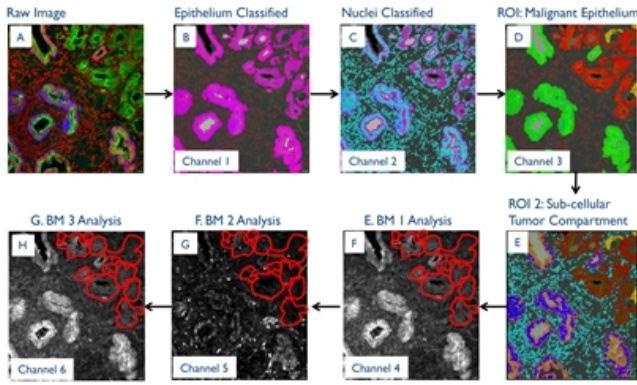 Raw Image
Epithelium Classified
Nuclei Classified
ROI: Malignant Epithelium
A
B
C
D
Channel 1
Channel 2
Channel 3
G. BM 3 Analysis
F. BM 2 Analysis
E. BM 1 Analysis
ROI 2: Sub-cellular
Tumor Compartment
H
G
F
E
Channel 6
Channel 5
Channel 4